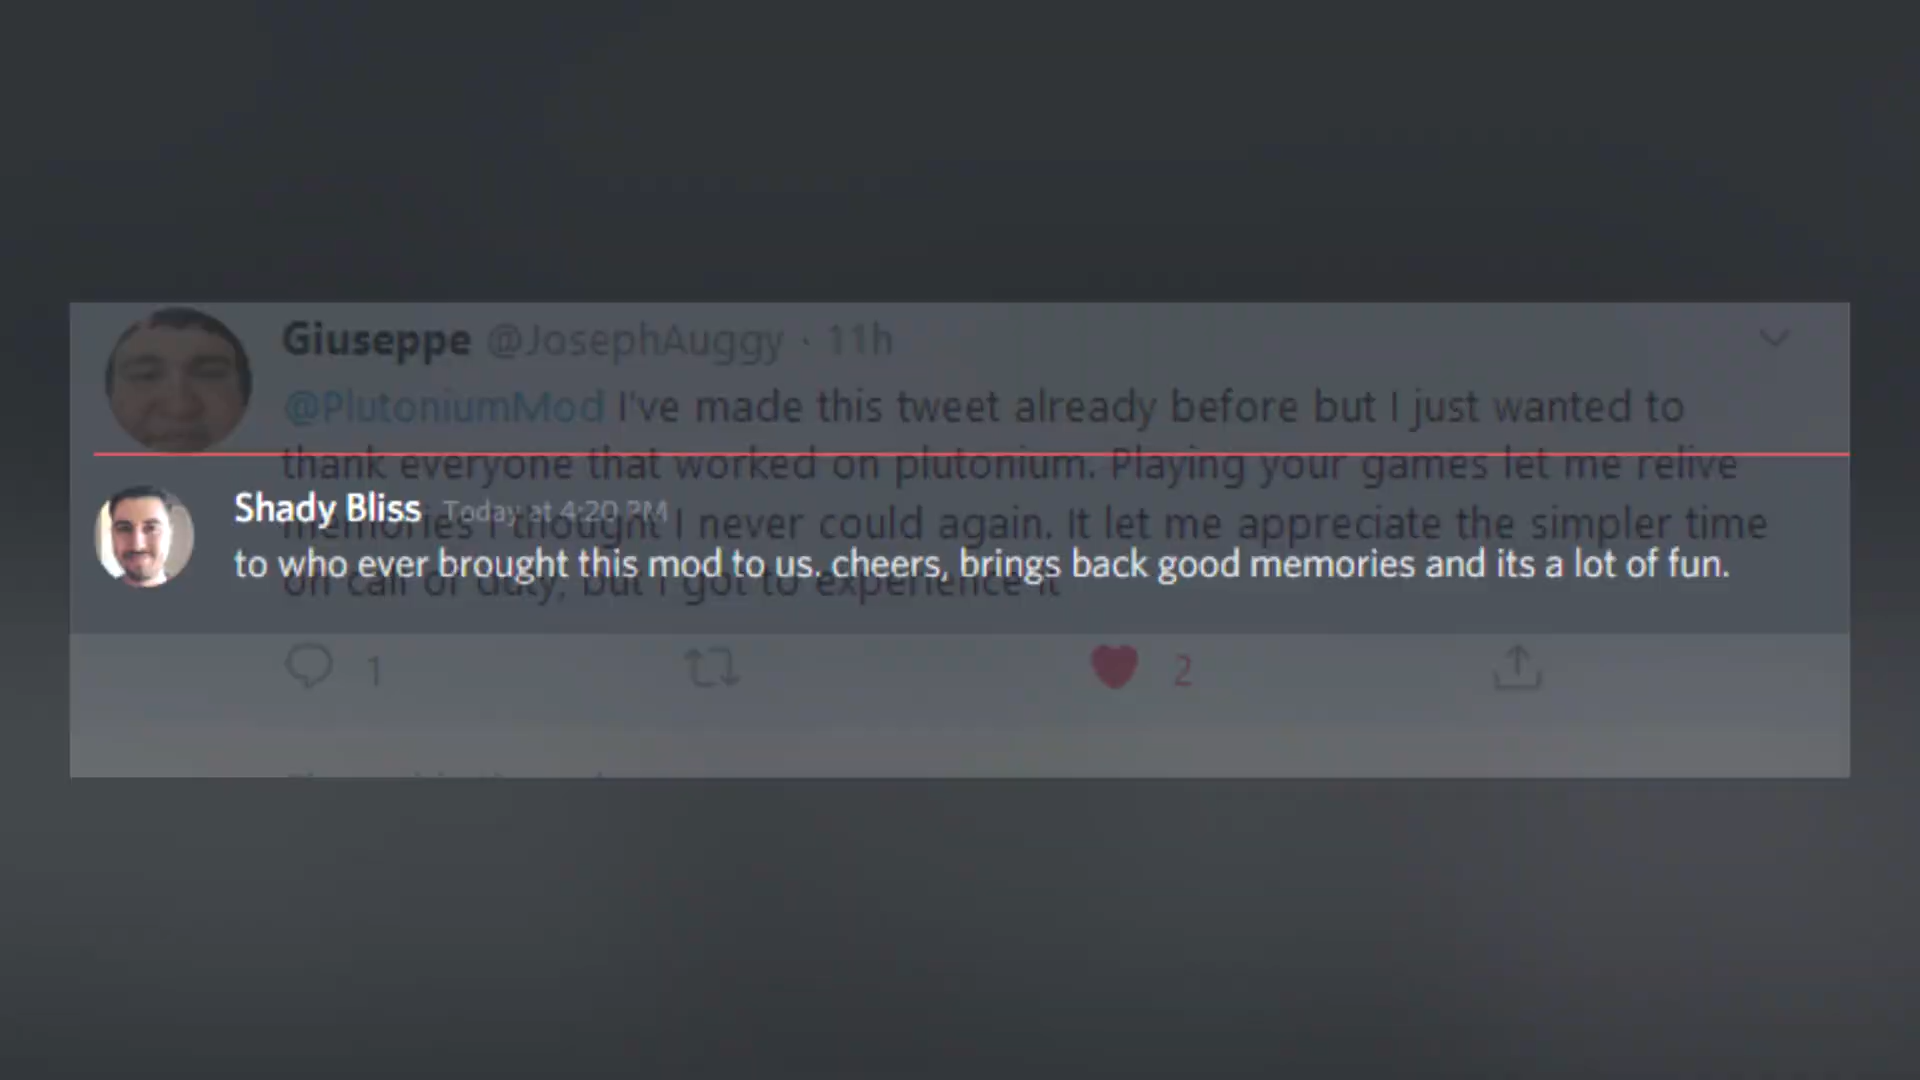 Giuseppe @JosephAuggy · 11h
@PlutoniumMod I've made this tweet already before but I just wanted to
thank everyone that worked on plutonium. Playing your games let me relive
memories I thought I never could again. It let me appreciate the simpler time
on call of duty, but I got to experience it
Shady Bliss Today at 4:20 PM
to who ever brought this mod to us. cheers, brings back good memories and its a lot of fun.
1
2